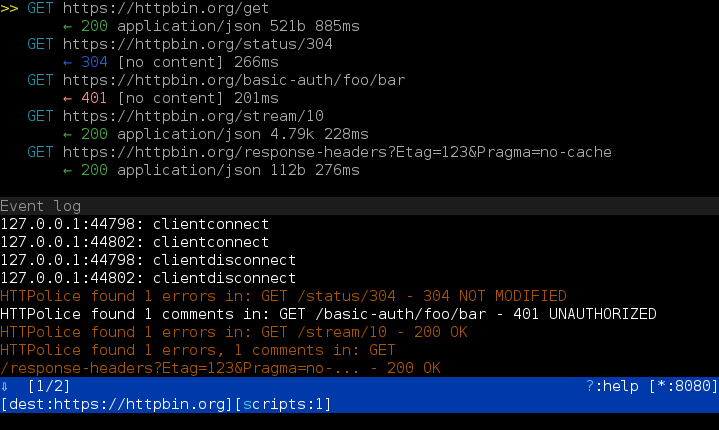 >> GET https://httpbin.org/get
← 200 application/json 521b 885ms
GET https://httpbin.org/status/304
← 304 [no content] 266ms
GET https://httpbin.org/basic-auth/foo/bar
← 401 [no content] 201ms
GET https://httpbin.org/stream/10
← 200 application/json 4.79k 228ms
GET https://httpbin.org/response-headers?Etag=123&Pragma=no-cache
← 200 application/json 112b 276ms
Event log
127.0.0.1:44798: clientconnect
127.0.0.1:44802: clientconnect
127.0.0.1:44798: clientdisconnect
127.0.0.1:44802: clientdisconnect
HTTPolice found 1 errors in: GET /status/304 - 304 NOT MODIFIED
HTTPolice found 1 comments in: GET /basic-auth/foo/bar - 401 UNAUTHORIZED
HTTPolice found 1 errors in: GET /stream/10 - 200 OK
HTTPolice found 1 errors, 1 comments in: GET
/response-headers?Etag=123&Pragma=no-... - 200 OK
⇩ [1/2] ?:help [*:8080]
[dest:https://httpbin.org][scripts:1]